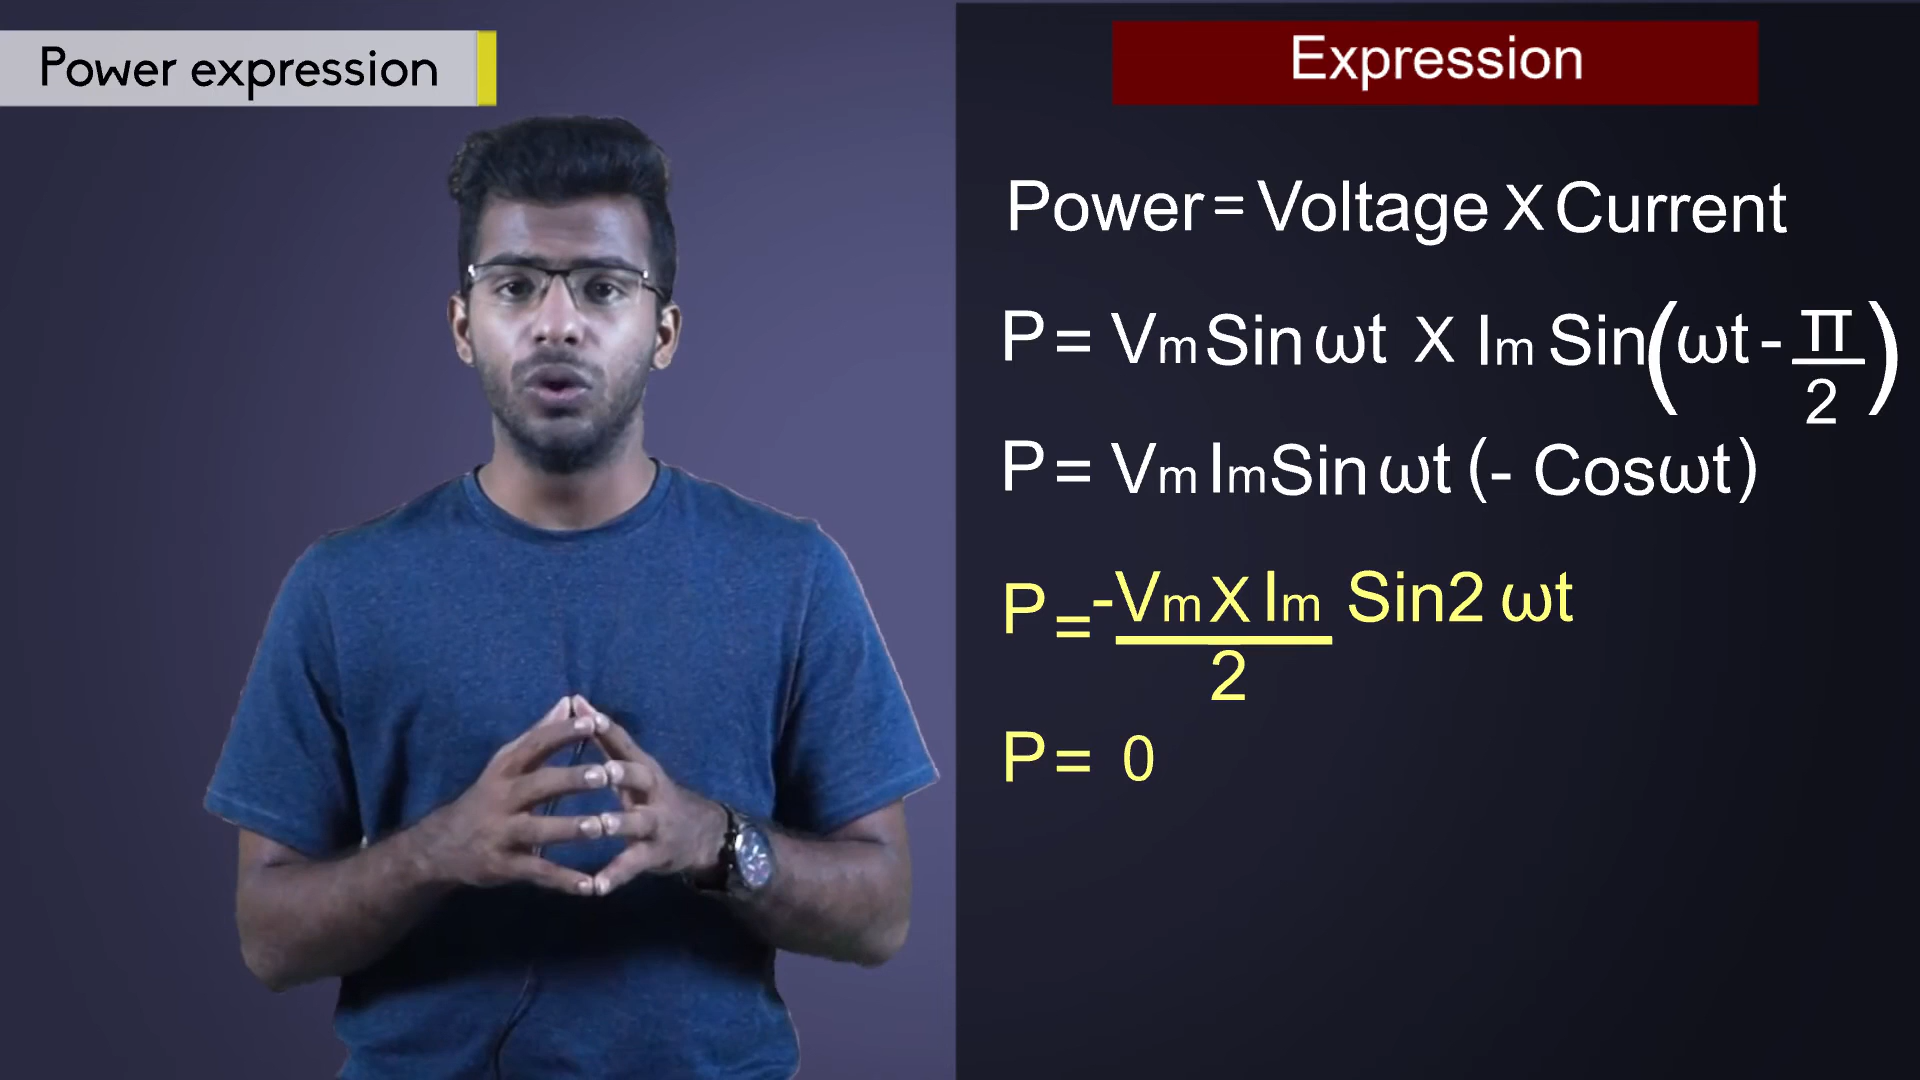 Power expression
Expression
Power = Voltage X Current
P = Vm Sin ωt X Im Sin(ωt - π/2)
P = Vm Im Sin ωt (- Cosωt)
P = -Vm X Im/2 Sin2 ωt
P = 0